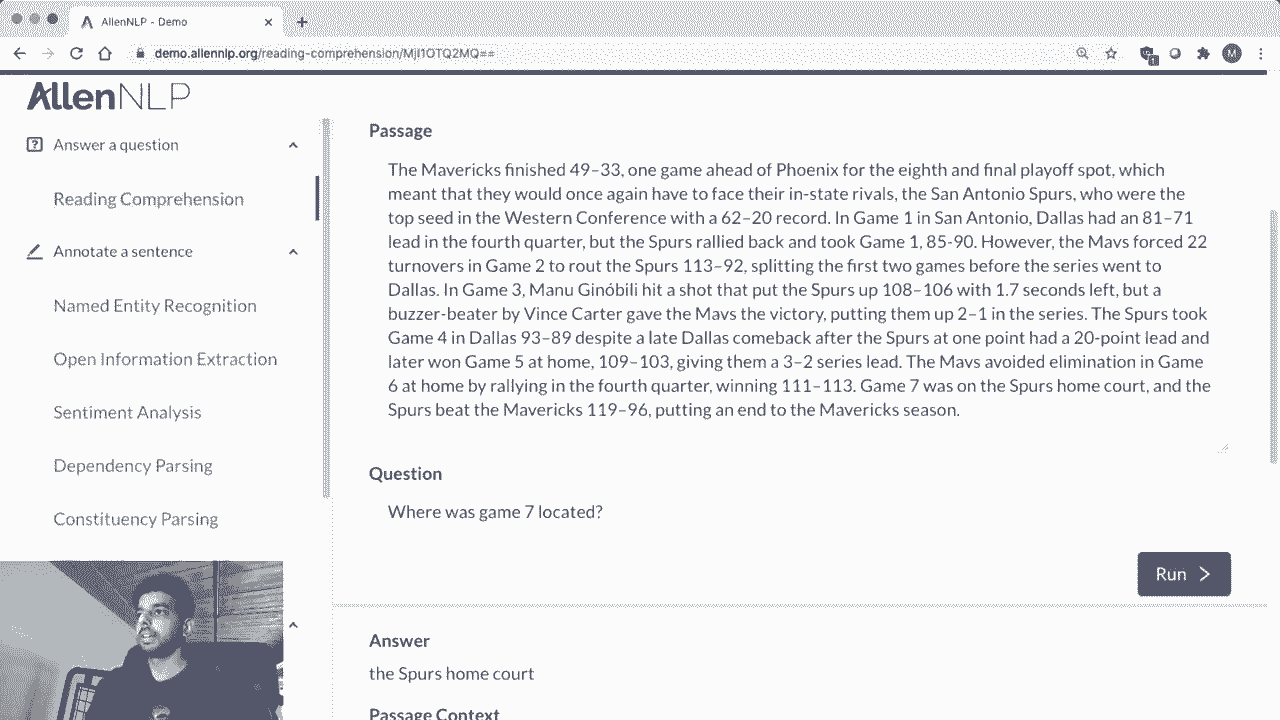 AllenNLP - Demo
demo.allennlp.org/reading-comprehension/MjI1OTQ2MQ==
M
1
AllenNLP
Answer a question
Reading Comprehension
Annotate a sentence
Named Entity Recognition
Open Information Extraction
Sentiment Analysis
Dependency Parsing
Constituency Parsing
Passage
The Mavericks finished 49–33, one game ahead of Phoenix for the eighth and final playoff spot, which
meant that they would once again have to face their in-state rivals, the San Antonio Spurs, who were the
top seed in the Western Conference with a 62–20 record. In Game 1 in San Antonio, Dallas had an 81–71
lead in the fourth quarter, but the Spurs rallied back and took Game 1, 85-90. However, the Mavs forced 22
turnovers in Game 2 to rout the Spurs 113–92, splitting the first two games before the series went to
Dallas. In Game 3, Manu Ginóbili hit a shot that put the Spurs up 108–106 with 1.7 seconds left, but a
buzzer-beater by Vince Carter gave the Mavs the victory, putting them up 2–1 in the series. The Spurs took
Game 4 in Dallas 93–89 despite a late Dallas comeback after the Spurs at one point had a 20-point lead and
later won Game 5 at home, 109–103, giving them a 3–2 series lead. The Mavs avoided elimination in Game
6 at home by rallying in the fourth quarter, winning 111–113. Game 7 was on the Spurs home court, and the
Spurs beat the Mavericks 119–96, putting an end to the Mavericks season.
Question
Where was game 7 located?
Run
Answer
the Spurs home court
Passage Context